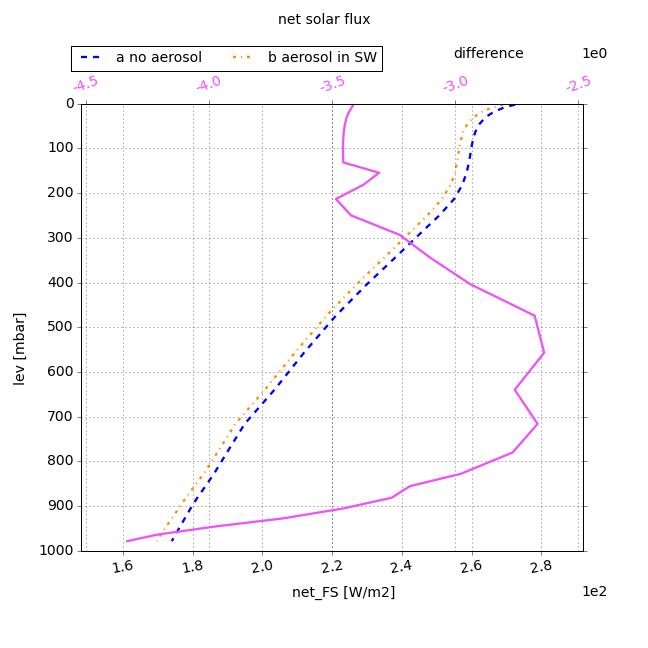 net solar flux
a no aerosol b aerosol in SW
difference 1e0
-4.5 -4.0 -3.5 -3.0 -2.5
0
100
200
300
400
500
600
700
800
900
1000
lev [mbar]
1.6 1.8 2.0 2.2 2.4 2.6 2.8
net_FS [W/m2] 1e2